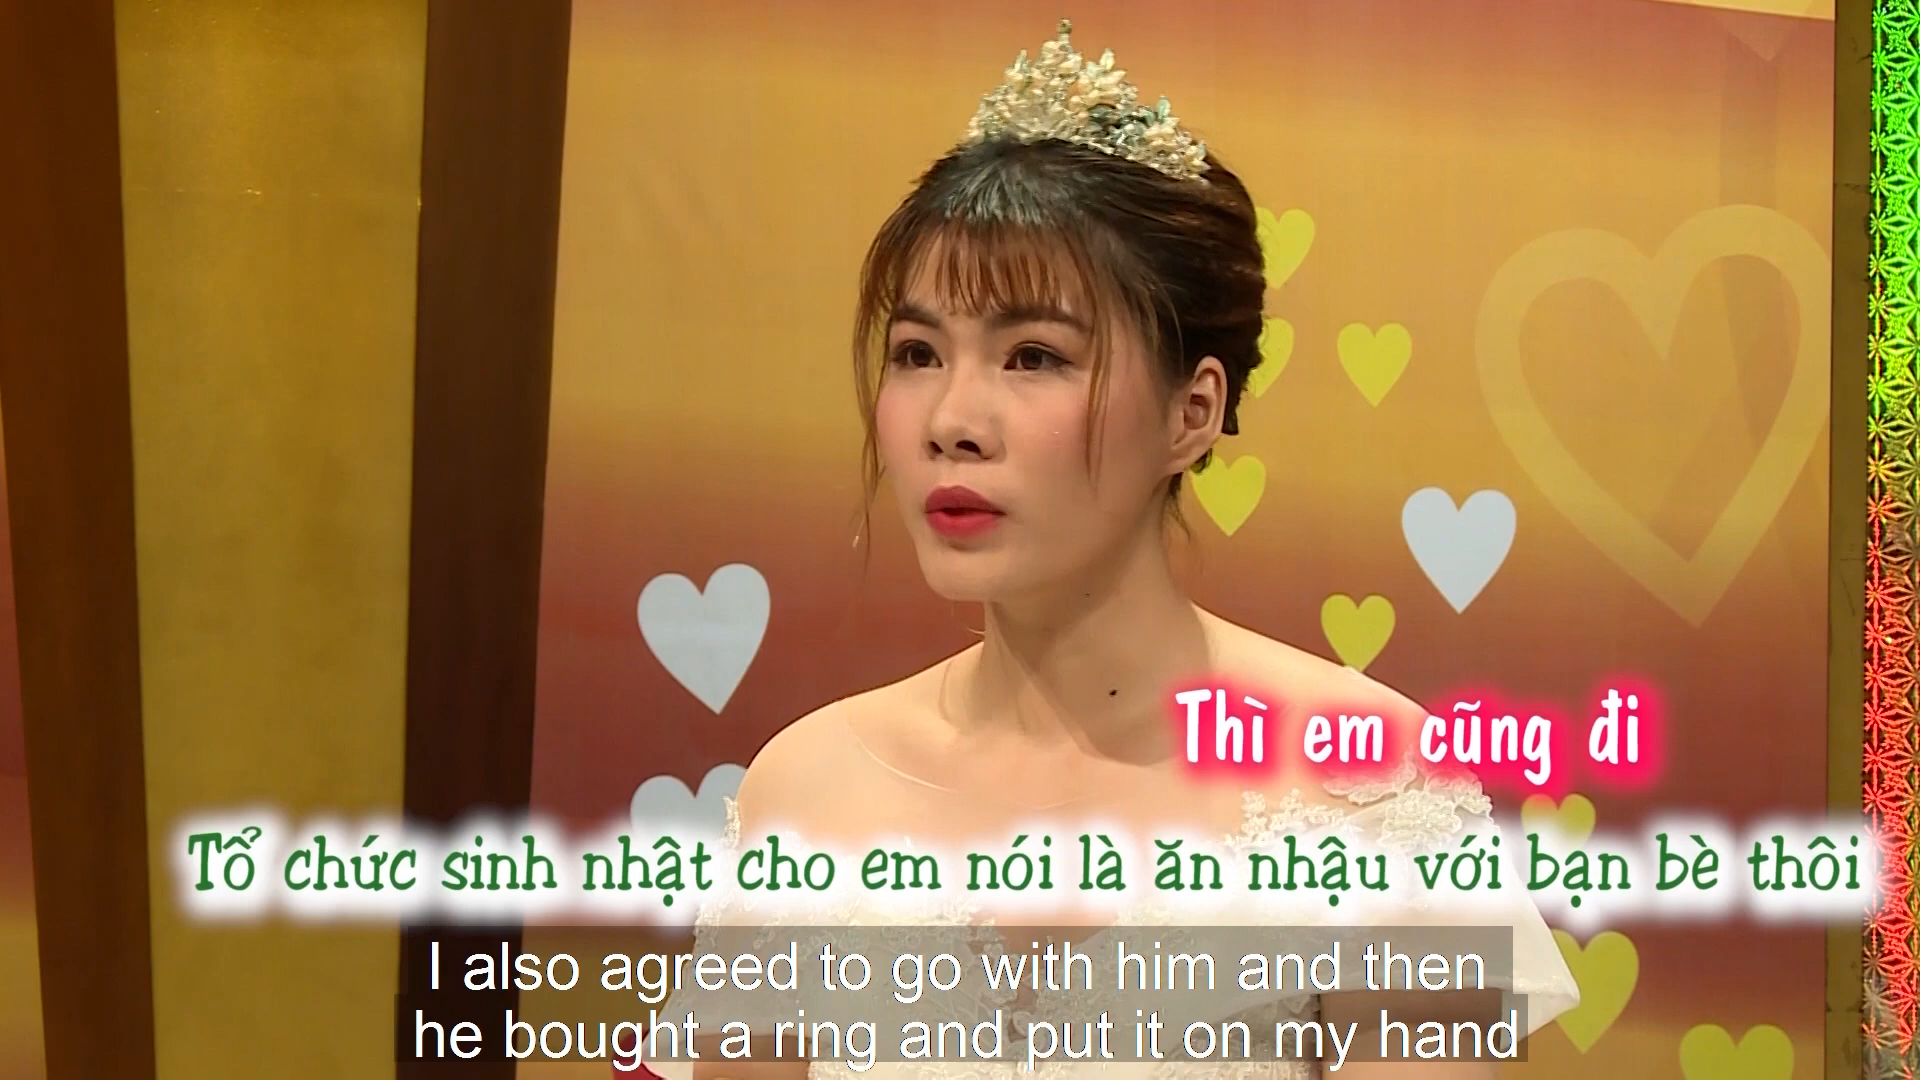 Thì em cũng đi
Tổ chức sinh nhật cho em nói là ăn nhậu với bạn bè thôi
I also agreed to go with him and then
he bought a ring and put it on my hand